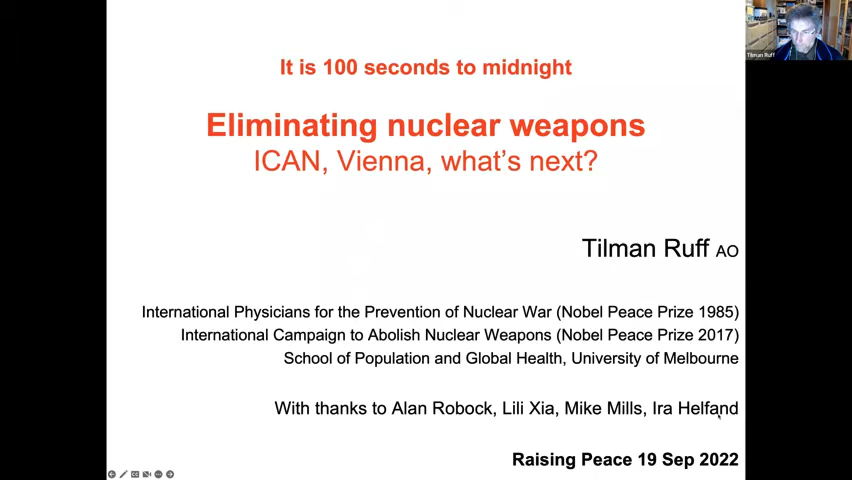 It is 100 seconds to midnight
Eliminating nuclear weapons
ICAN, Vienna, what's next?
Tilman Ruff AO
International Physicians for the Prevention of Nuclear War (Nobel Peace Prize 1985)
International Campaign to Abolish Nuclear Weapons (Nobel Peace Prize 2017)
School of Population and Global Health, University of Melbourne
With thanks to Alan Robock, Lili Xia, Mike Mills, Ira Helfand
Raising Peace 19 Sep 2022
Tilman Ruff